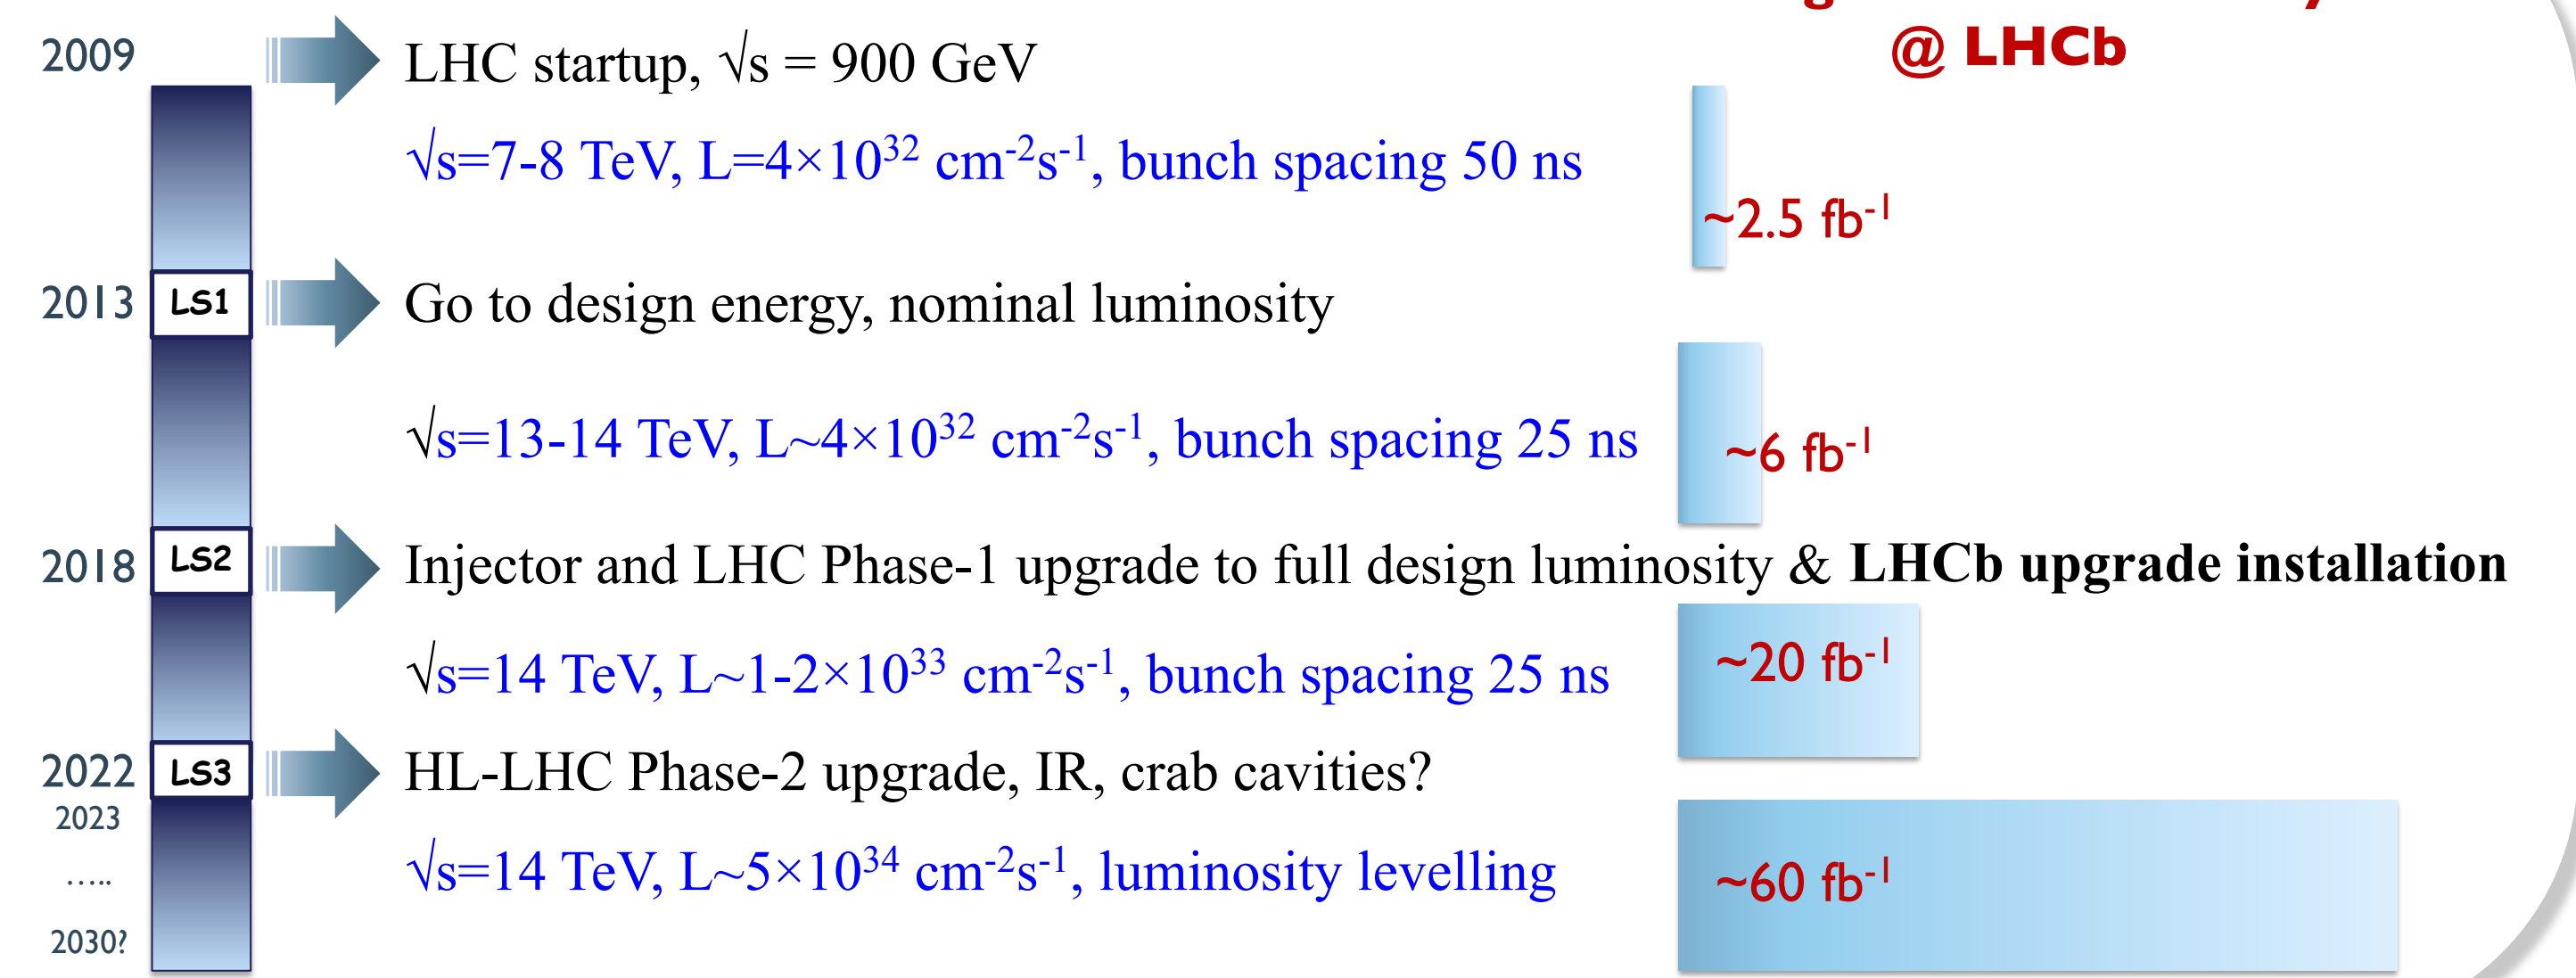 @ LHCb
2009 LHC startup, √s = 900 GeV
√s=7-8 TeV, L=4×10³² cm⁻²s⁻¹, bunch spacing 50 ns
~2.5 fb⁻¹
2013 LS1 Go to design energy, nominal luminosity
√s=13-14 TeV, L~4×10³² cm⁻²s⁻¹, bunch spacing 25 ns
~6 fb⁻¹
2018 LS2 Injector and LHC Phase-1 upgrade to full design luminosity & LHCb upgrade installation
√s=14 TeV, L~1-2×10³³ cm⁻²s⁻¹, bunch spacing 25 ns
~20 fb⁻¹
2022 LS3 HL-LHC Phase-2 upgrade, IR, crab cavities?
2023
√s=14 TeV, L~5×10³⁴ cm⁻²s⁻¹, luminosity levelling
~60 fb⁻¹
.....
2030?